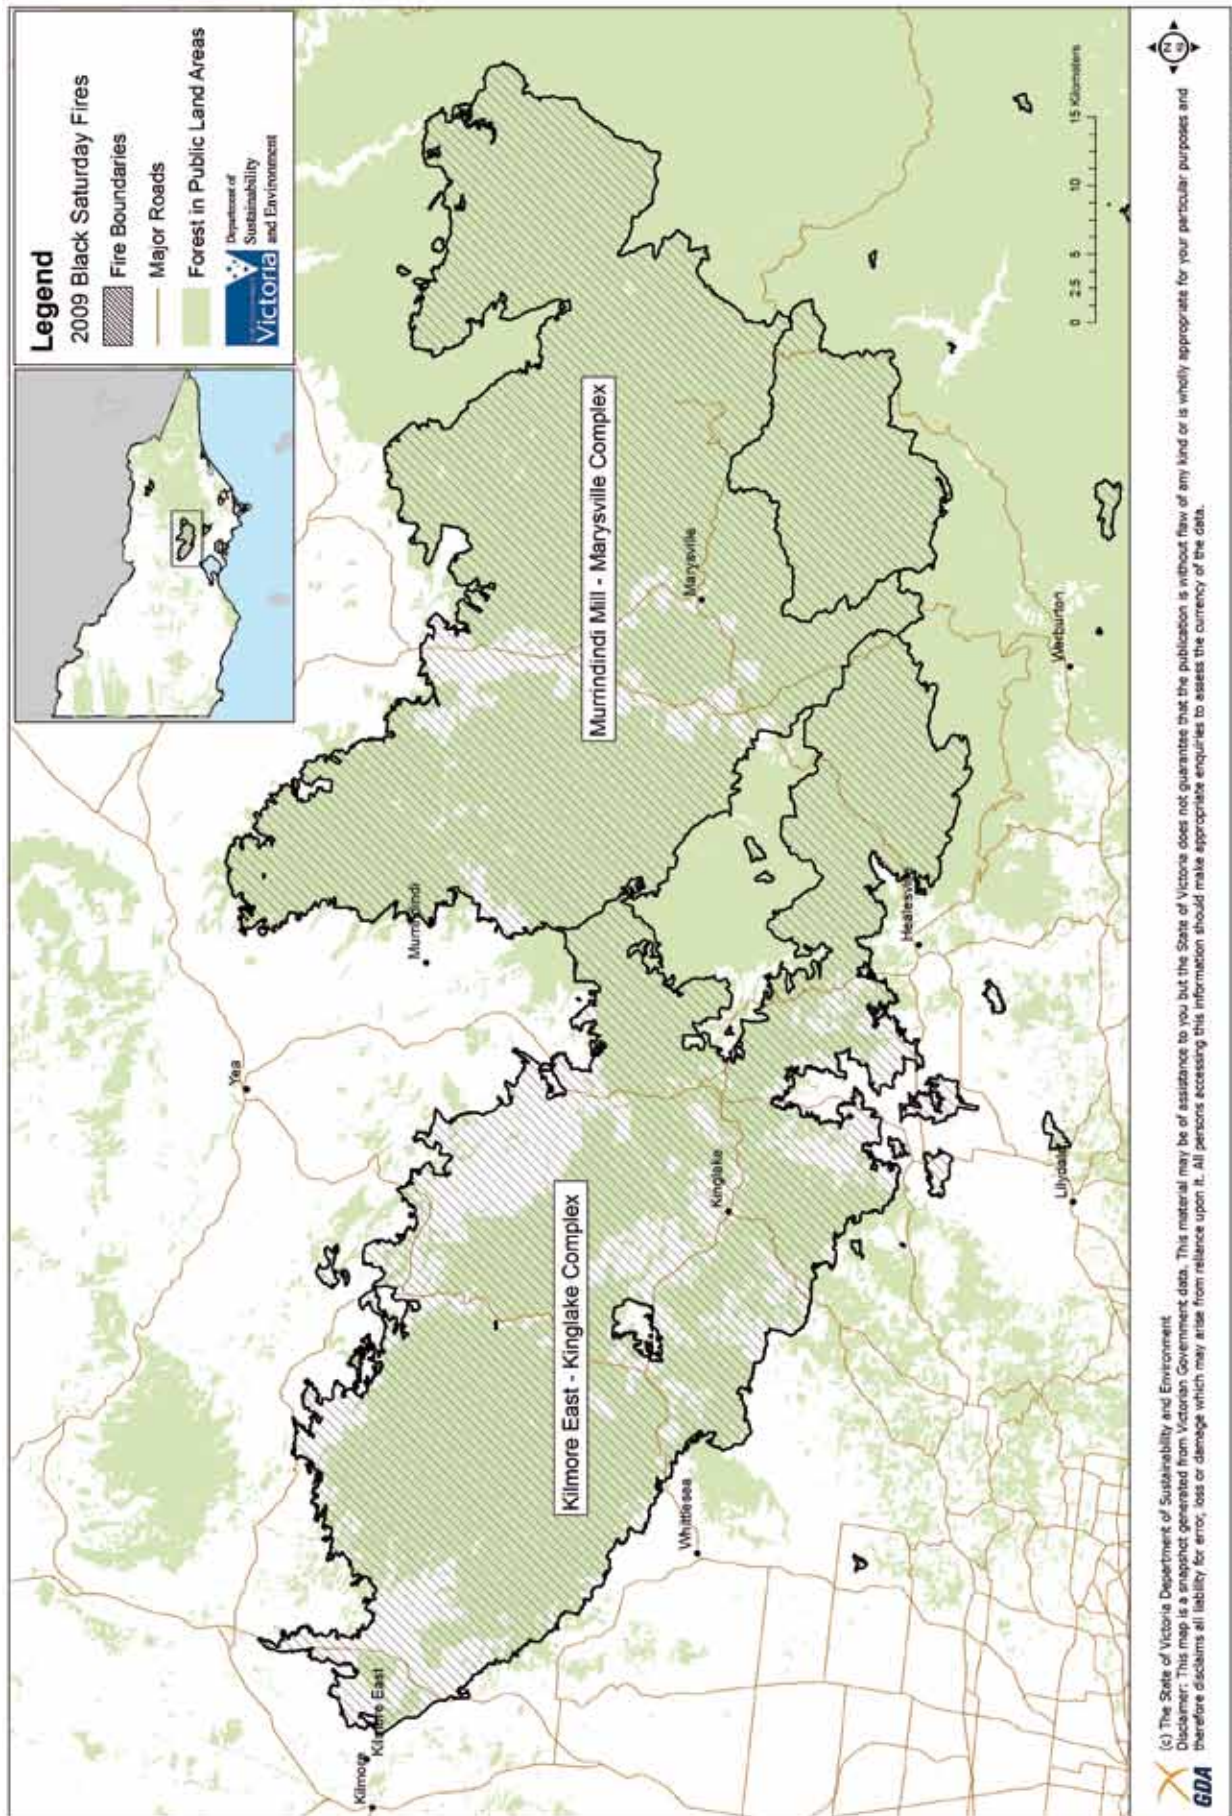 Legend
2009 Black Saturday Fires
Fire Boundaries
Major Roads
Forest in Public Land Areas
Victoria
Department of
Sustainability
and Environment
Murrindindi Mill - Marysville Complex
Kilmore East - Kinglake Complex
Yea
Murrindindi
Marysville
Kilmore
Kilmore East
Kinglake
Whittlesea
Healesville
Warburton
Lilydale
0 2.5 5 10 15 Kilometers
N
GDA
(c) The State of Victoria Department of Sustainability and Environment
Disclaimer: This map is a snapshot generated from Victorian Government data. This material may be of assistance to you but the State of Victoria does not guarantee that the publication is without flaw of any kind or is wholly appropriate for your particular purposes and
therefore disclaims all liability for error, loss or damage which may arise from reliance upon it. All persons accessing this information should make appropriate enquiries to assess the currency of the data.